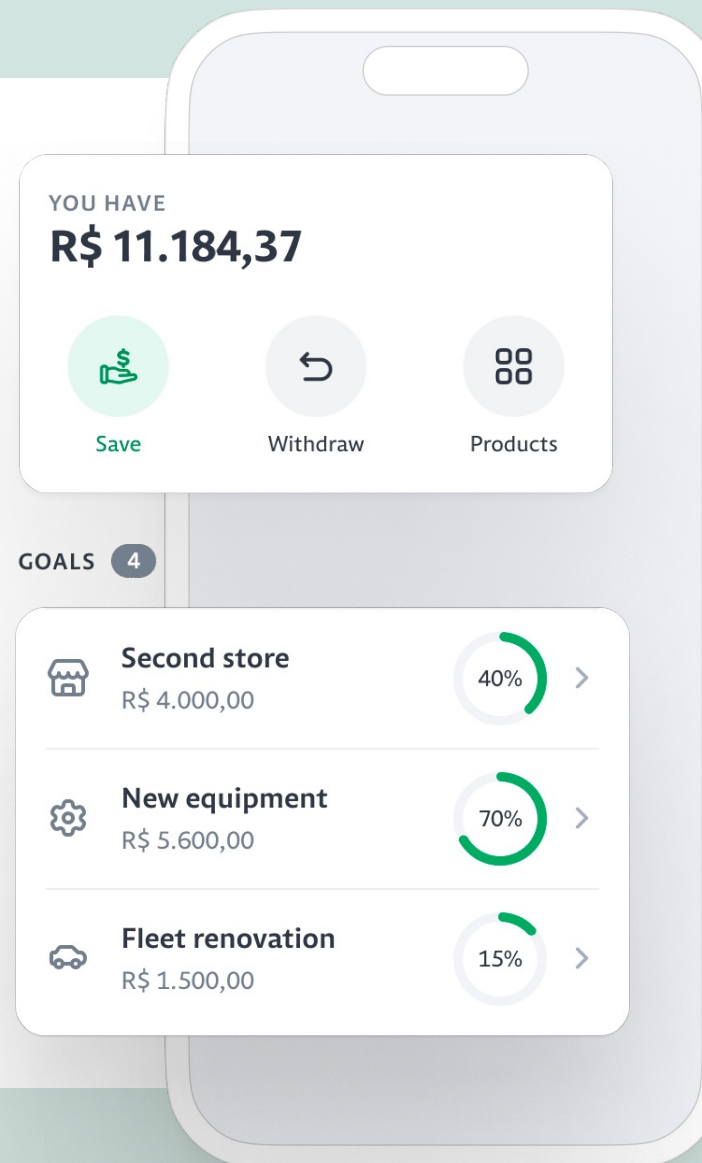 YOU HAVE
R$ 11.184,37
Save
Withdraw
Products
GOALS 4
Second store
R$ 4.000,00
40%
New equipment
R$ 5.600,00
70%
Fleet renovation
R$ 1.500,00
15%